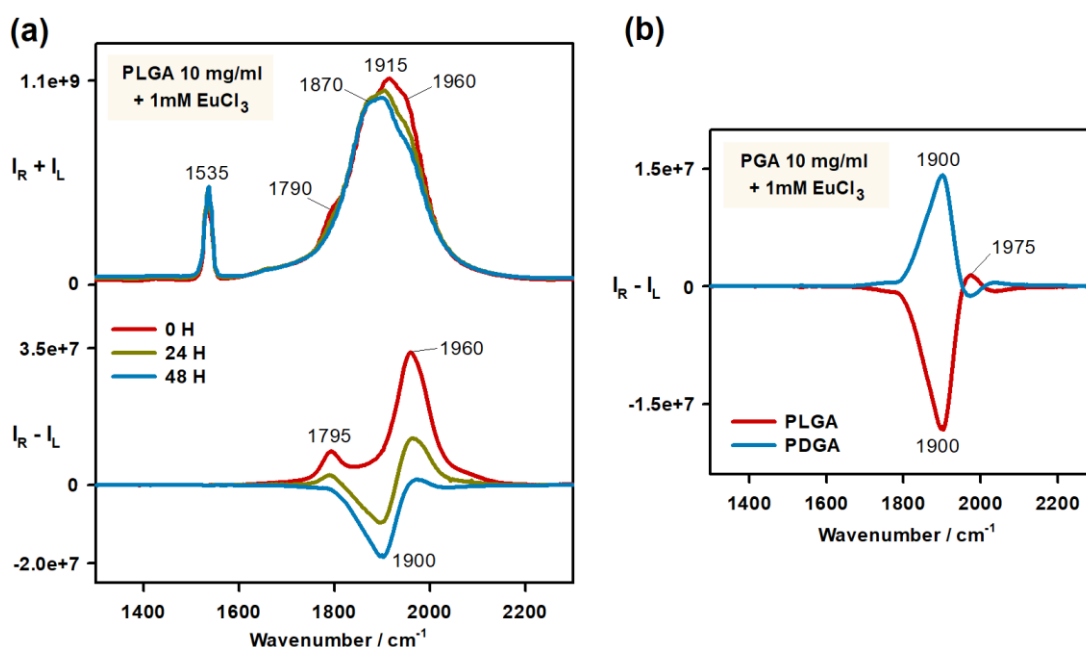 (a)
PLGA 10 mg/ml
+ 1mM EuCl3
1.1e+9
1915
1870
1960
IR + IL
1535
1790
0
0 H
24 H
48 H
3.5e+7
1960
IR - IL
1795
0
1900
-2.0e+7
1400 1600 1800 2000 2200
Wavenumber / cm-1
(b)
PGA 10 mg/ml
+ 1mM EuCl3
1.5e+7
1900
1975
IR - IL
0
-1.5e+7
PLGA
PDGA
1900
1400 1600 1800 2000 2200
Wavenumber / cm-1